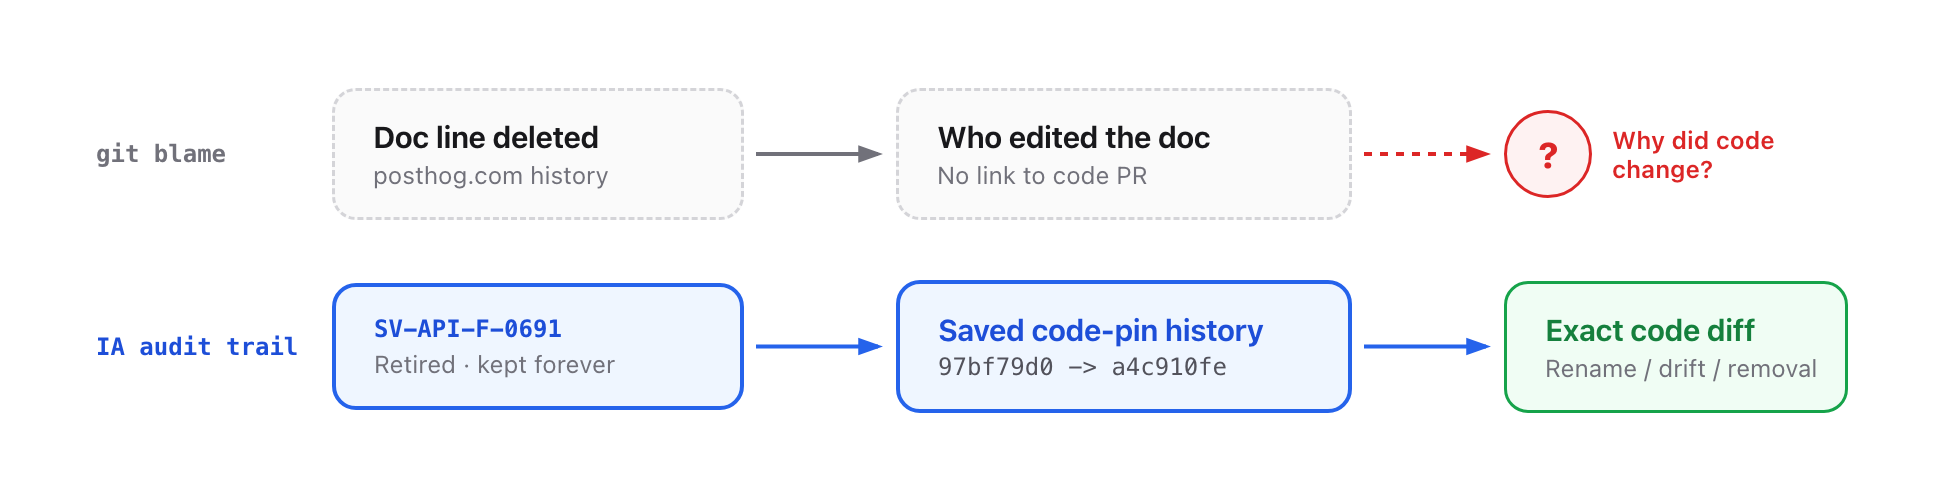 git blame
Doc line deleted
posthog.com history
Who edited the doc
No link to code PR
?
Why did code
change?
IA audit trail
SV-API-F-0691
Retired · kept forever
Saved code-pin history
97bf79d0 -> a4c910fe
Exact code diff
Rename / drift / removal